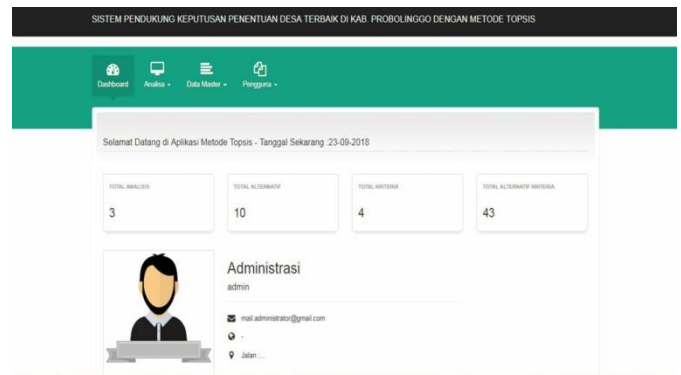 SISTEM PENDUKUNG KEPUTUSAN PENENTUAN DESA TERBAIK DI KAB. PROBOLINGGO DENGAN METODE TOPSIS
Dashboard Analisa Data Master Pengguna
Selamat Datang di Aplikasi Metode Topsis - Tanggal Sekarang :23-09-2018
TOTAL ANALISIS TOTAL ALTERNATIF TOTAL KRITERIA TOTAL ALTERNATIF KRITERIA
3 10 4 43
Administrasi
admin
mail.administrator@gmail.com
-
Jalan :...